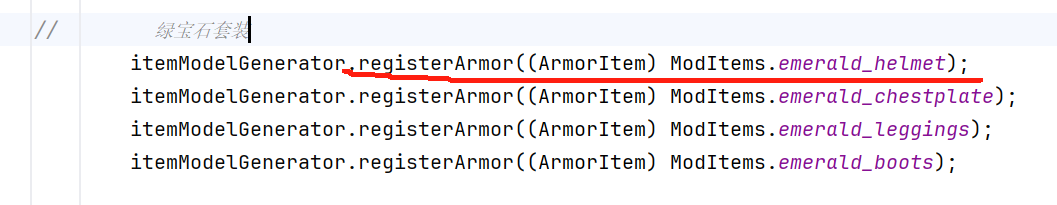 // 绿宝石套装
itemModelGenerator.registerArmor((ArmorItem) ModItems.emerald_helmet);
itemModelGenerator.registerArmor((ArmorItem) ModItems.emerald_chestplate);
itemModelGenerator.registerArmor((ArmorItem) ModItems.emerald_leggings);
itemModelGenerator.registerArmor((ArmorItem) ModItems.emerald_boots);